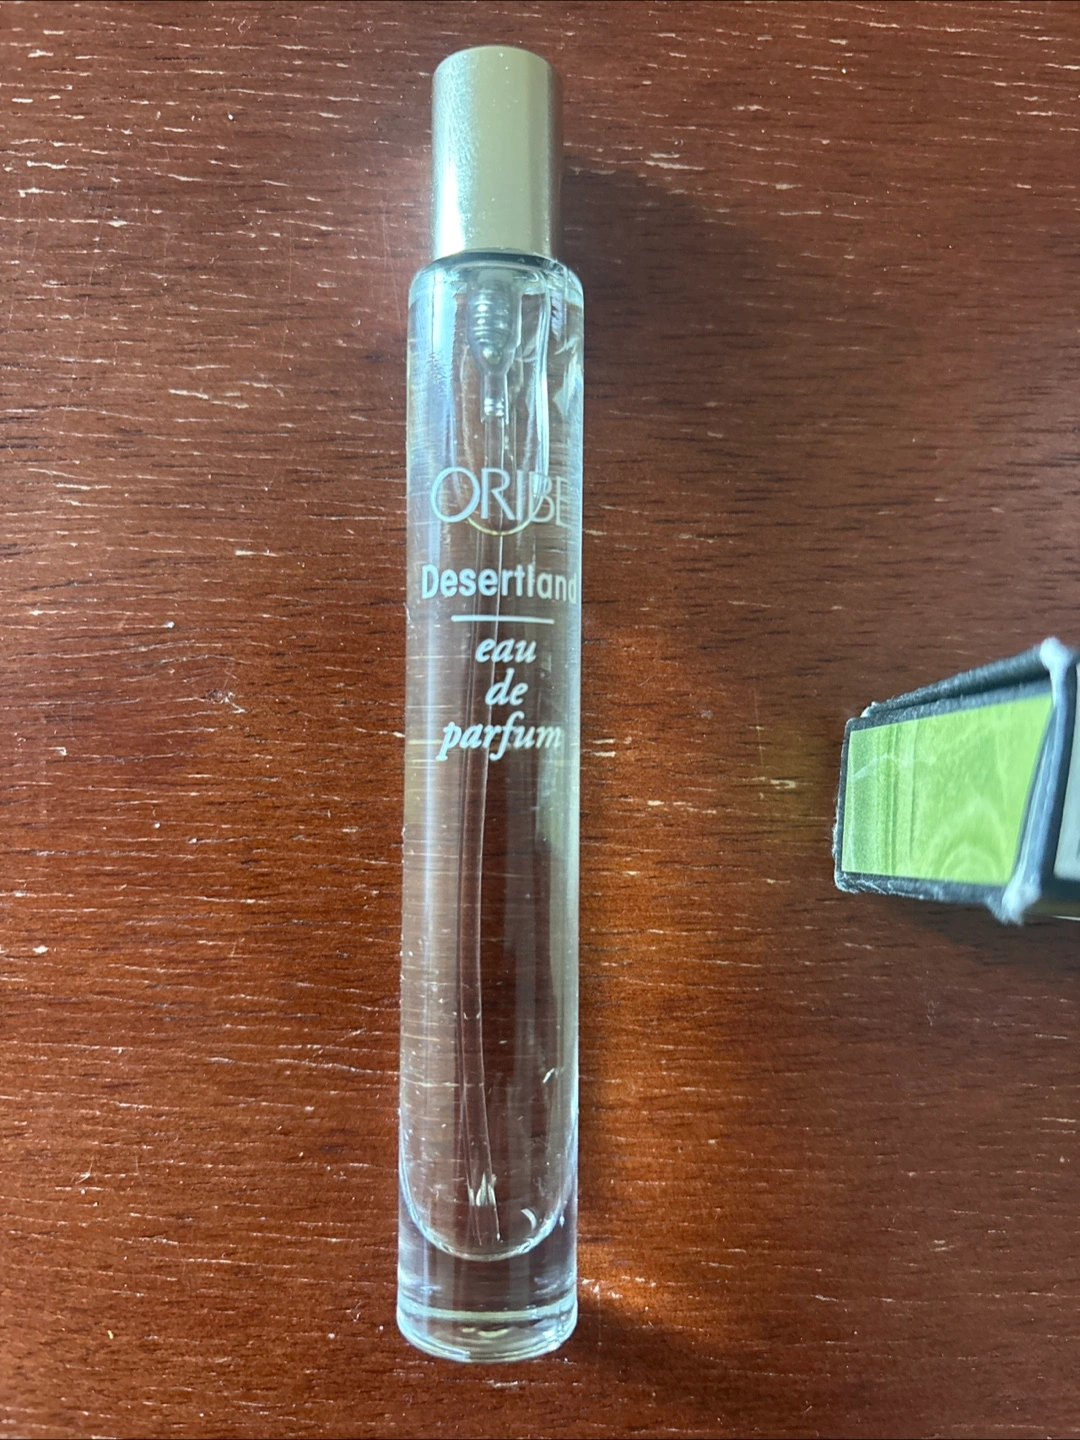 ORIBE
Desertland
eau
de
parfum